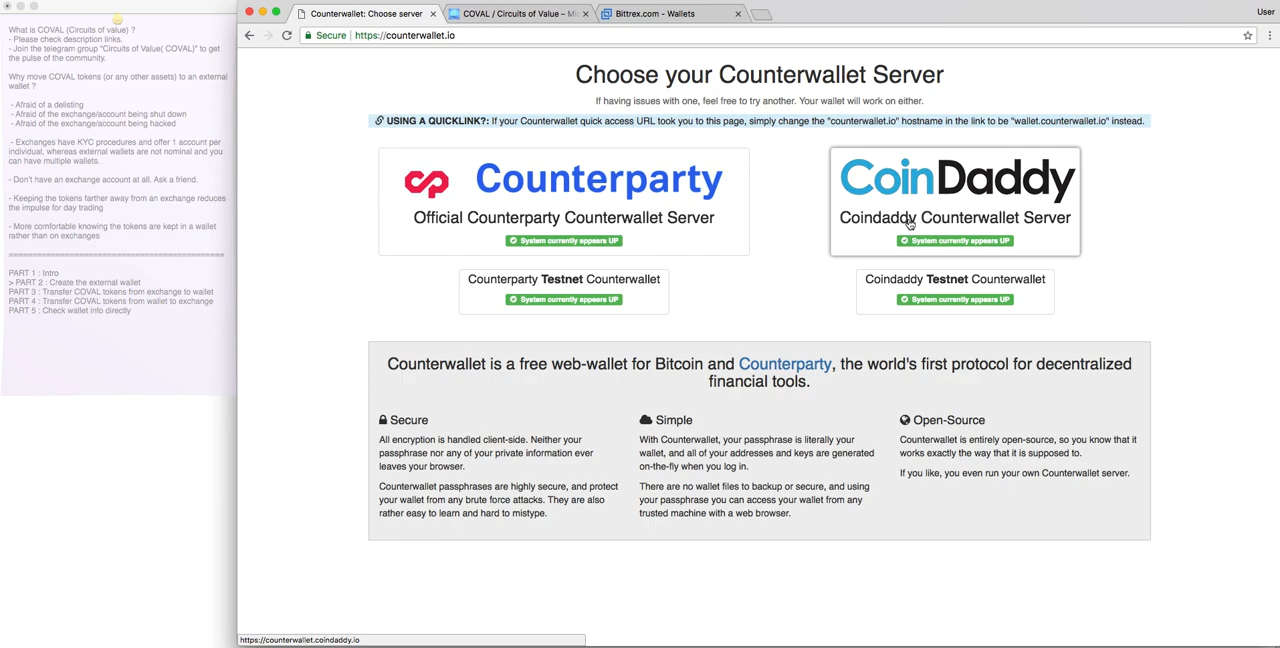 What is COVAL (Circuits of value) ?
- Please check description links.
- Join the telegram group "Circuits of Value( COVAL)" to get
the pulse of the community.
Why move COVAL tokens (or any other assets) to an external
wallet ?
- Afraid of a delisting
- Afraid of the exchange/account being shut down
- Afraid of the exchange/account being hacked
- Exchanges have KYC procedures and offer 1 account per
individual, whereas external wallets are not nominal and you
can have multiple wallets.
- Don't have an exchange account at all. Ask a friend.
- Keeping the tokens farther away from an exchange reduces
the impulse for day trading
- More comfortable knowing the tokens are kept in a wallet
rather than on exchanges
PART 1 : Intro
> PART 2 : Create the external wallet
PART 3 : Transfer COVAL tokens from exchange to wallet
PART 4 : Transfer COVAL tokens from wallet to exchange
PART 5 : Check wallet info directly
Counterwallet: Choose server
COVAL / Circuits of Value –
Bittrex.com - Wallets
User
Secure
https://counterwallet.io
Choose your Counterwallet Server
If having issues with one, feel free to try another. Your wallet will work on either.
USING A QUICKLINK?: If your Counterwallet quick access URL took you to this page, simply change the "counterwallet.io" hostname in the link to be "wallet.counterwallet.io" instead.
Counterparty
Official Counterparty Counterwallet Server
System currently appears UP
CoinDaddy
Coindaddy Counterwallet Server
System currently appears UP
Counterparty Testnet Counterwallet
System currently appears UP
Coindaddy Testnet Counterwallet
System currently appears UP
Counterwallet is a free web-wallet for Bitcoin and Counterparty, the world's first protocol for decentralized
financial tools.
Secure
All encryption is handled client-side. Neither your
passphrase nor any of your private information ever
leaves your browser.
Counterwallet passphrases are highly secure, and protect
your wallet from any brute force attacks. They are also
rather easy to learn and hard to mistype.
Simple
With Counterwallet, your passphrase is literally your
wallet, and all of your addresses and keys are generated
on-the-fly when you log in.
There are no wallet files to backup or secure, and using
your passphrase you can access your wallet from any
trusted machine with a web browser.
Open-Source
Counterwallet is entirely open-source, so you know that it
works exactly the way that it is supposed to.
If you like, you even run your own Counterwallet server.
https://counterwallet.coindaddy.io